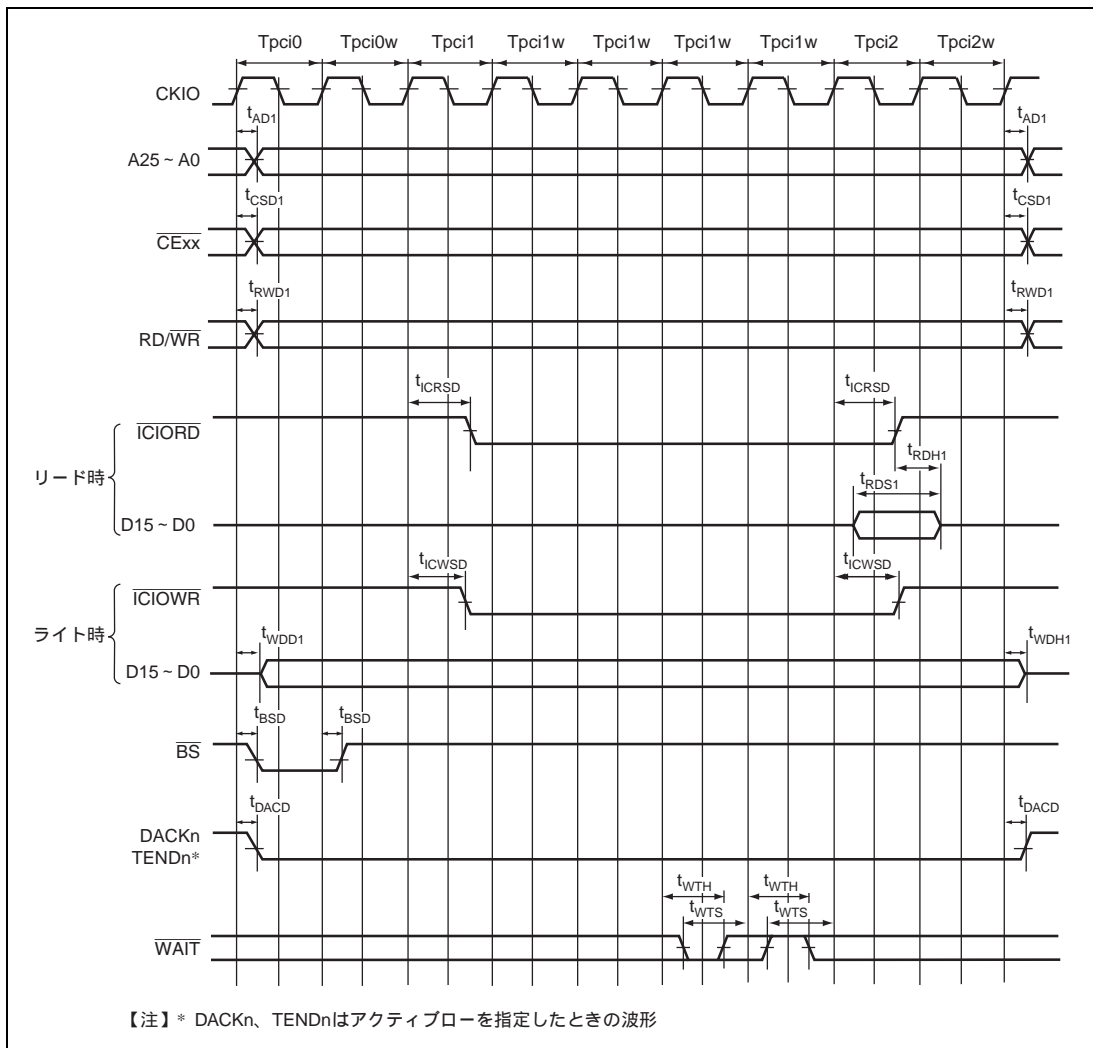 Tpci0 Tpci0w Tpci1 Tpci1w Tpci1w Tpci1w Tpci1w Tpci2 Tpci2w
CKIO
tAD1 tAD1
A25 ~ A0
tCSD1 tCSD1
CExx
tRWD1 tRWD1
RD/WR
tICRSD tICRSD
ICIORD
tRDH1
リード時
tRDS1
D15 ~ D0
tICWSD tICWSD
ICIOWR
ライト時
tWDD1 tWDH1
D15 ~ D0
tBSD tBSD
BS
tDACD tDACD
DACKn
TENDn*
tWTH tWTH
tWTS tWTS
WAIT
【注】* DACKn、TENDnはアクティブローを指定したときの波形